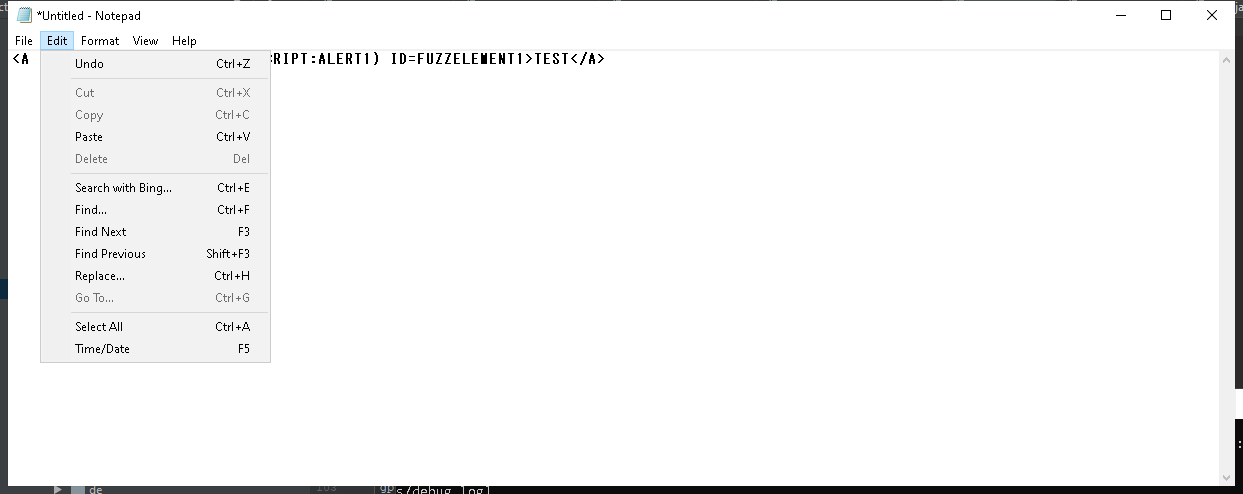 *Untitled - Notepad
File Edit Format View Help
<A RIPT:ALERT1) ID=FUZZELEMENT1>TEST</A>
Undo Ctrl+Z
Cut Ctrl+X
Copy Ctrl+C
Paste Ctrl+V
Delete Del
Search with Bing... Ctrl+E
Find... Ctrl+F
Find Next F3
Find Previous Shift+F3
Replace... Ctrl+H
Go To... Ctrl+G
Select All Ctrl+A
Time/Date F5
de s/debug.log]